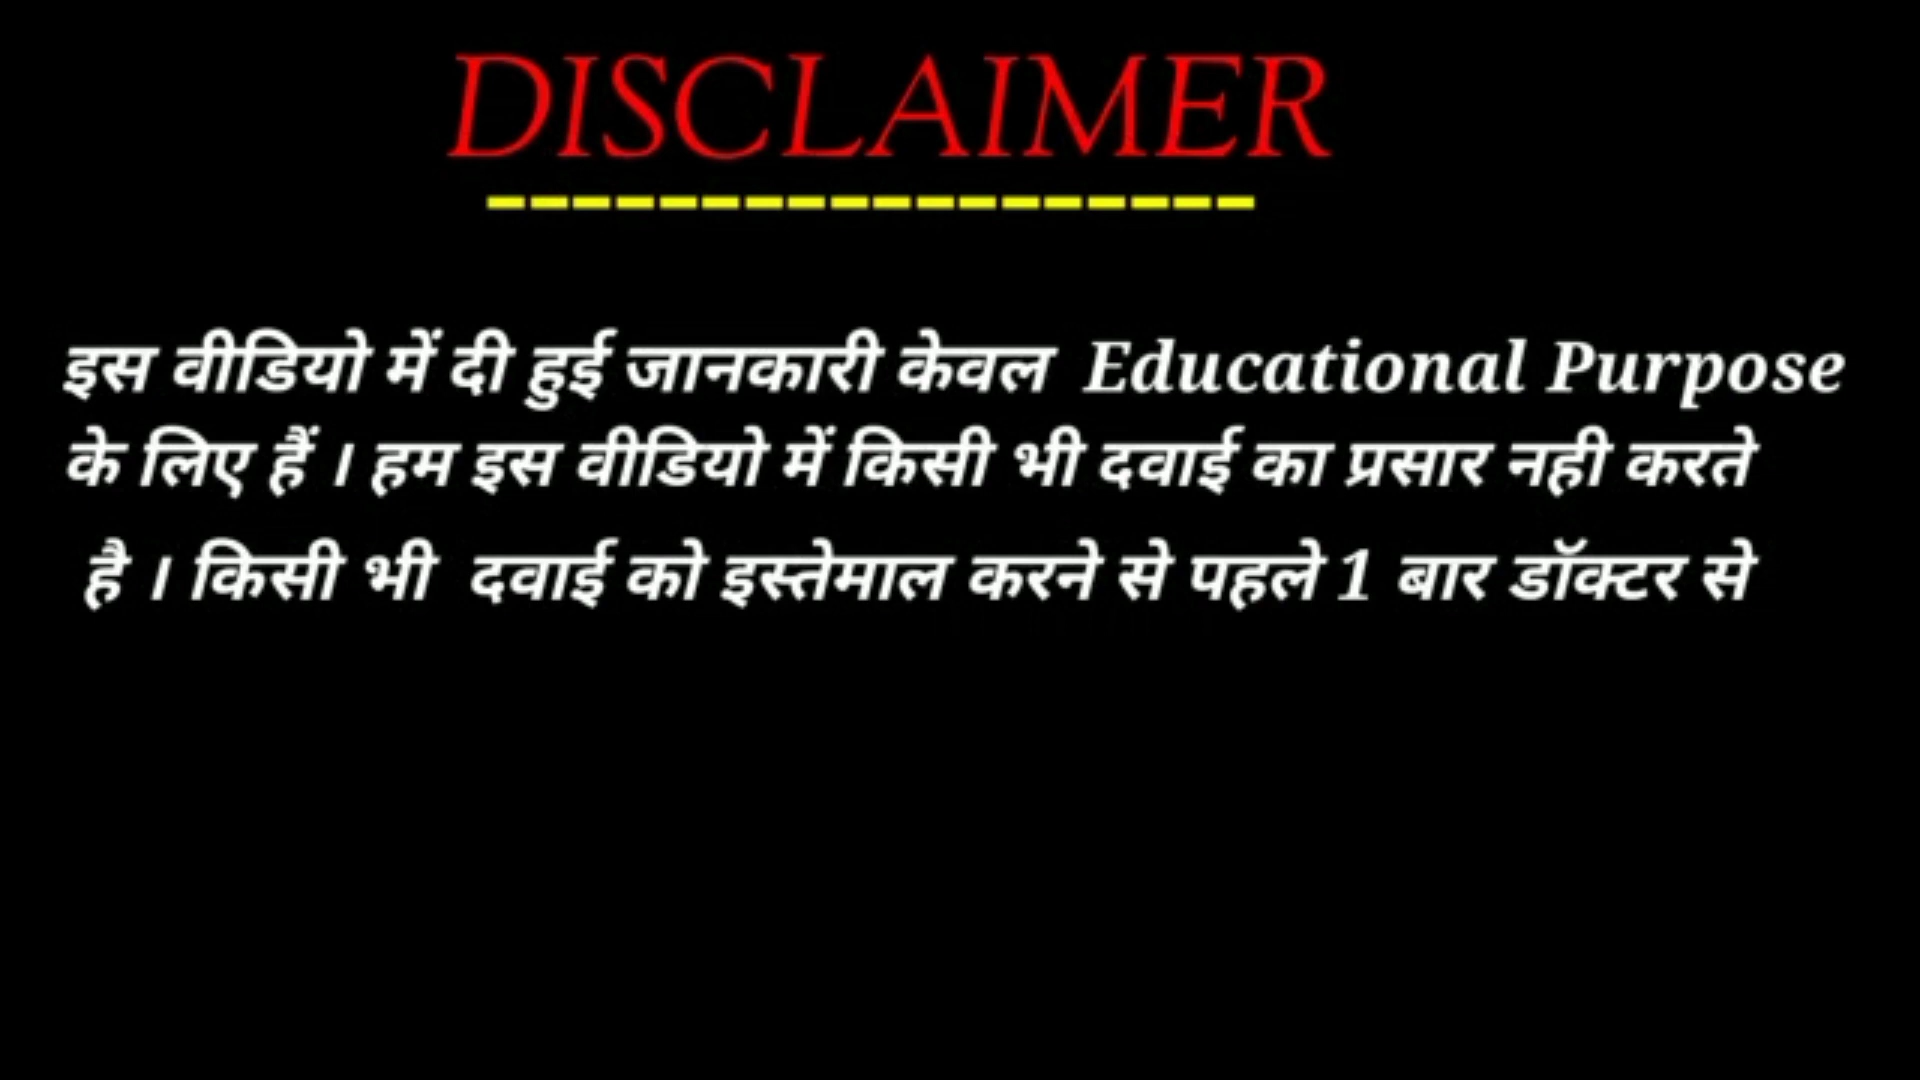 DISCLAIMER
------------------
इस वीडियो में दी हुई जानकारी केवल Educational Purpose
के लिए हैं । हम इस वीडियो में किसी भी दवाई का प्रसार नही करते
है । किसी भी दवाई को इस्तेमाल करने से पहले 1 बार डॉक्टर से